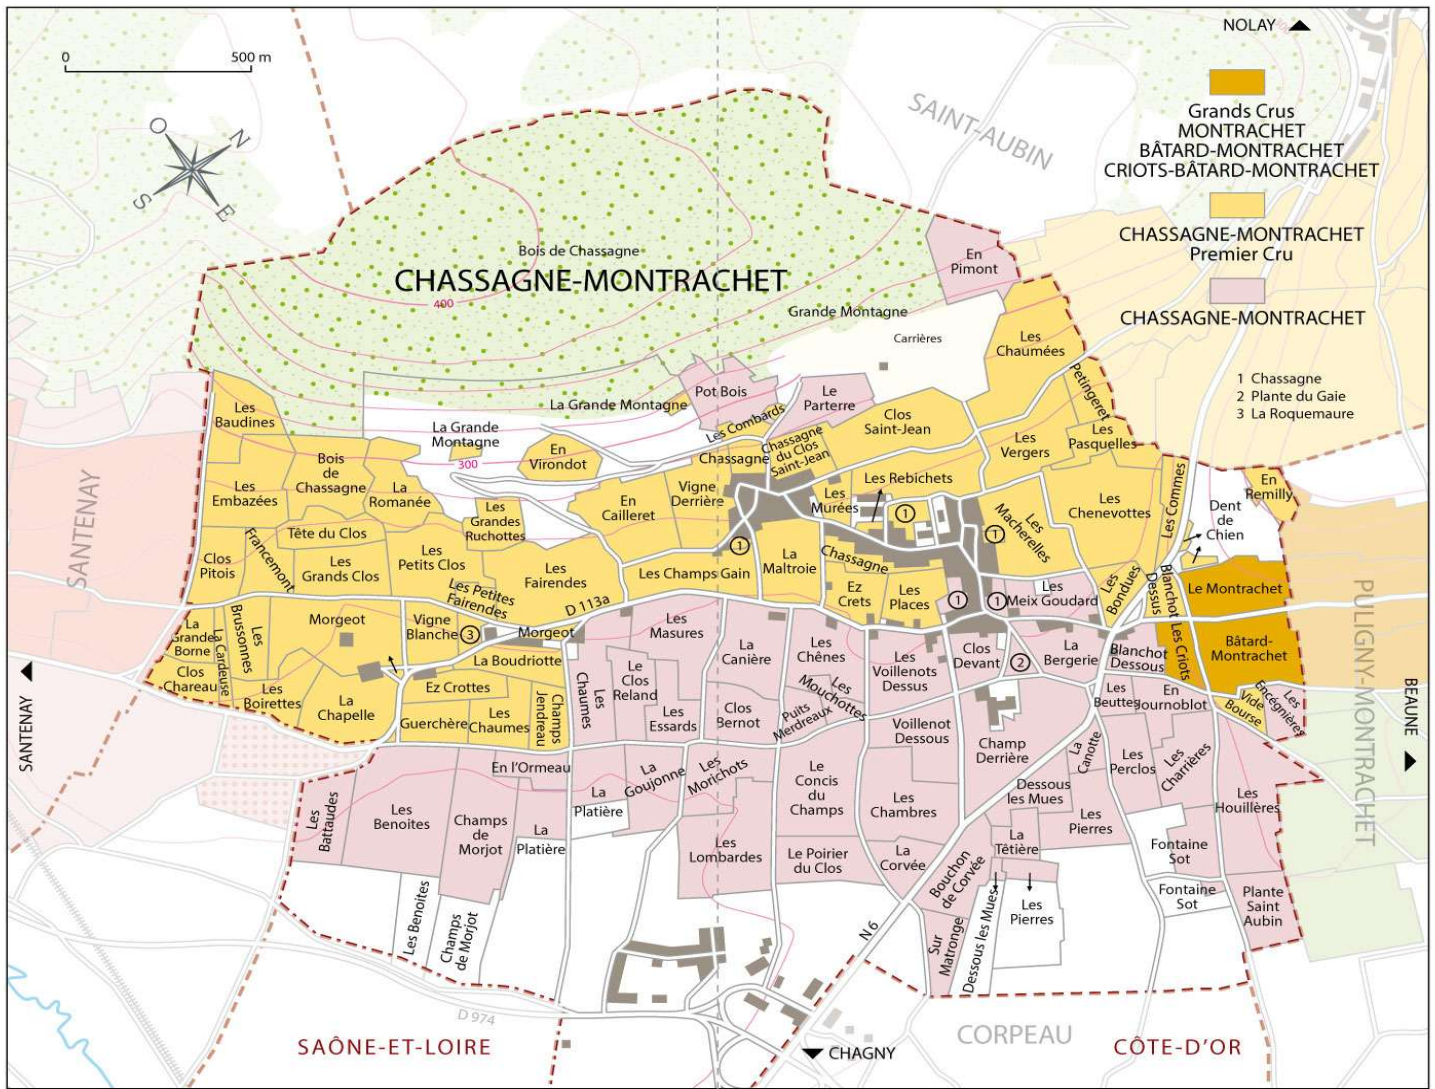 NOLAY
0
500 m
O
N
S
E
SAINT-AUBIN
Grands Crus
MONTRACHET
BÂTARD-MONTRACHET
CRIOTS-BÂTARD-MONTRACHET
CHASSAGNE-MONTRACHET
Premier Cru
CHASSAGNE-MONTRACHET
1 Chassagne
2 Plante du Gaie
3 La Roquemaure
Bois de Chassagne
CHASSAGNE-MONTRACHET
400
En
Pimont
Grande Montagne
Carrières
Les
Chaumées
Petingeret
Pot Bois
Le
Parterre
La Grande Montagne
Les Lombards
Clos
Saint-Jean
Les
Baudines
La Grande
Montagne
300
En
Virondot
Chassagne
Chassagne
du Clos
Saint-Jean
Les
Vergers
Les
Pasquelles
Bois
de
Chassagne
La
Romanée
Les
Embazées
Les
Grandes
Ruchottes
En
Cailleret
Vigne
Derrière
Les
Murées
Les Rebichets
1
1
1
Les
Macherelles
Les
Chenevottes
Les Commes
Dent
de
Chien
En
Remilly
SANTENAY
Clos
Pitois
Francemont
Tête du Clos
Les
Grands Clos
Les
Petits Clos
Les Petites
Fairendes
Les
Fairendes
Les Champs Gain
La
Maltroie
Chassagne
Ez
Crets
Les
Places
1
1
Les
Meix Goudard
Les
Bondues
Blanchot
Dessus
Le Montrachet
Bâtard-
Montrachet
Les Criots
PULIGNY-MONTRACHET
D 113a
La
Grande
Borne
La Cardeuse
Les
Brussonnes
Morgeot
Vigne
Blanche
3
Morgeot
La Boudriotte
Clos
Chareau
Les
Boirettes
La
Chapelle
Ez Crottes
Guerchère
Les
Chaumes
Champs
Jendreau
Les
Chaumes
Les
Masures
Le
Clos
Reland
Les
Essards
La
Canière
Clos
Bernot
Les
Chênes
Les
Mouchottes
Puits
Merdreaux
Les
Voillenots
Dessus
Voillenot
Dessous
Clos
Devant
2
La
Bergerie
Blanchot
Dessous
Les
Beuttes
En
Journoblot
Vide
Bourse
Les
Encégnières
SANTENAY
BEAUNE
En l'Ormeau
La
Goujonne
Les
Morichots
Champ
Derrière
La
Canotte
Les
Perclos
Les
Charrières
Les
Houillères
Les
Battaudes
Les
Benoites
Champs
de
Morjot
La
Platière
La
Platière
Les
Lombardes
Le
Concis
du
Champs
Le Poirier
du Clos
Les
Chambres
La
Corvée
Dessous
les Mues
Les
Pierres
La
Têtière
Bouchon
de Corvée
Fontaine
Sot
Fontaine
Sot
Plante
Saint
Aubin
Les Benoites
Champs
de Morjot
Sur
Matronge
Dessous les Mues
Les
Pierres
N 6
D 974
CORPEAU
SAÔNE-ET-LOIRE
CHAGNY
CÔTE-D'OR